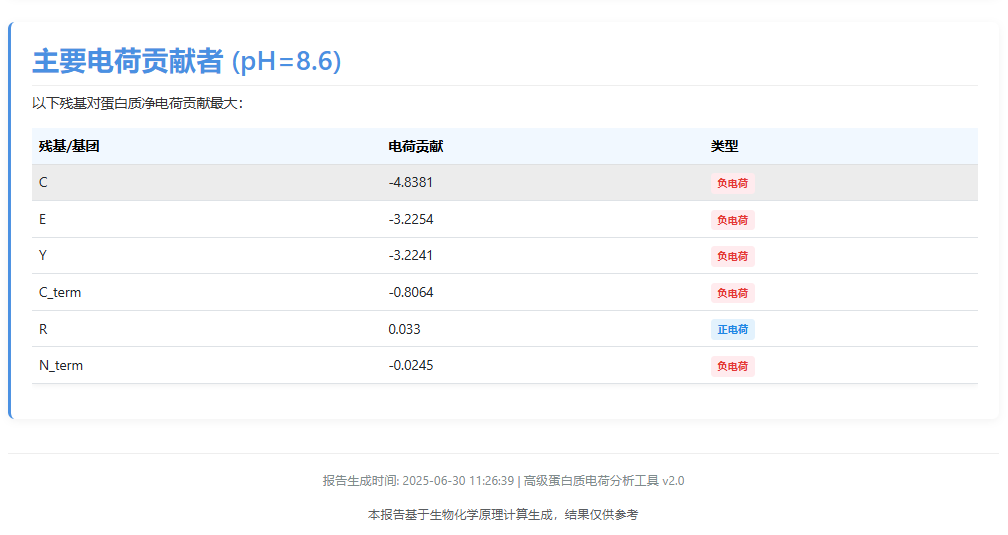 主要电荷贡献者 (pH=8.6)
以下残基对蛋白质净电荷贡献最大：
残基/基团 电荷贡献 类型
C -4.8381 负电荷
E -3.2254 负电荷
Y -3.2241 负电荷
C_term -0.8064 负电荷
R 0.033 正电荷
N_term -0.0245 负电荷
报告生成时间: 2025-06-30 11:26:39 | 高级蛋白质电荷分析工具 v2.0
本报告基于生物化学原理计算生成，结果仅供参考